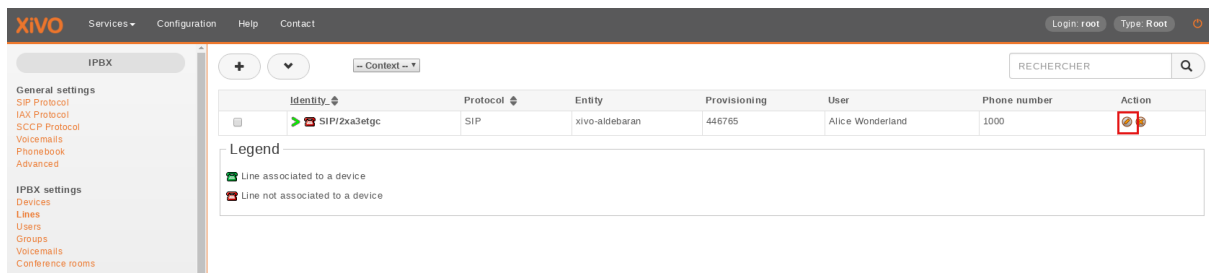 XiVO Services Configuration Help Contact Login: root Type: Root
IPBX
General settings
SIP Protocol
IAX Protocol
SCCP Protocol
Voicemails
Phonebook
Advanced
IPBX settings
Devices
Lines
Users
Groups
Voicemails
Conference rooms
-- Context --
RECHERCHER
Identity Protocol Entity Provisioning User Phone number Action
SIP/2xa3etgc SIP xivo-aldebaran 446765 Alice Wonderland 1000
Legend
Line associated to a device
Line not associated to a device